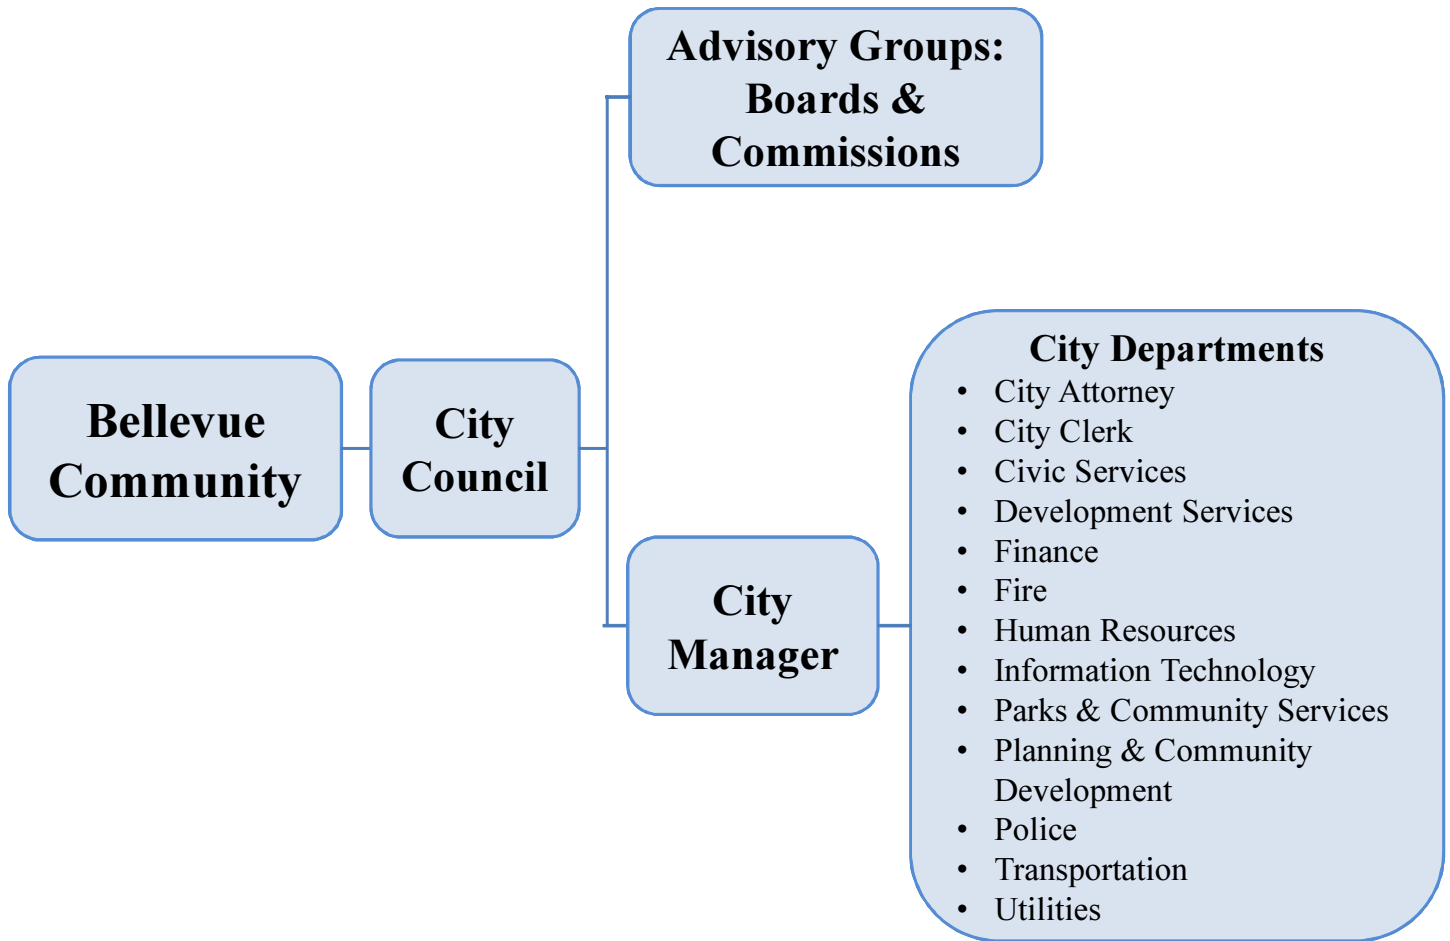 Advisory Groups:
Boards &
Commissions
Bellevue
Community
City
Council
City
Manager
City Departments
• City Attorney
• City Clerk
• Civic Services
• Development Services
• Finance
• Fire
• Human Resources
• Information Technology
• Parks & Community Services
• Planning & Community
Development
• Police
• Transportation
• Utilities